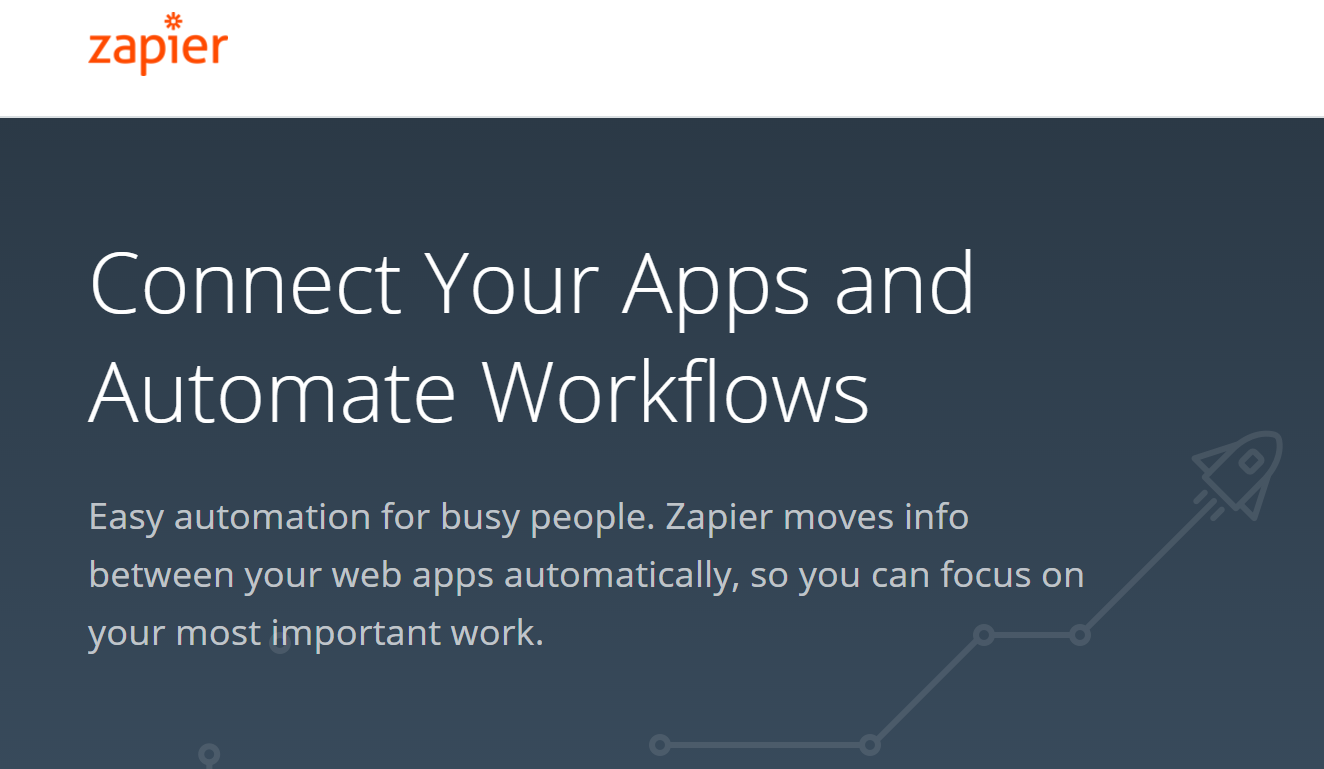 zapier
Connect Your Apps and
Automate Workflows
Easy automation for busy people. Zapier moves info
between your web apps automatically, so you can focus on
your most important work.